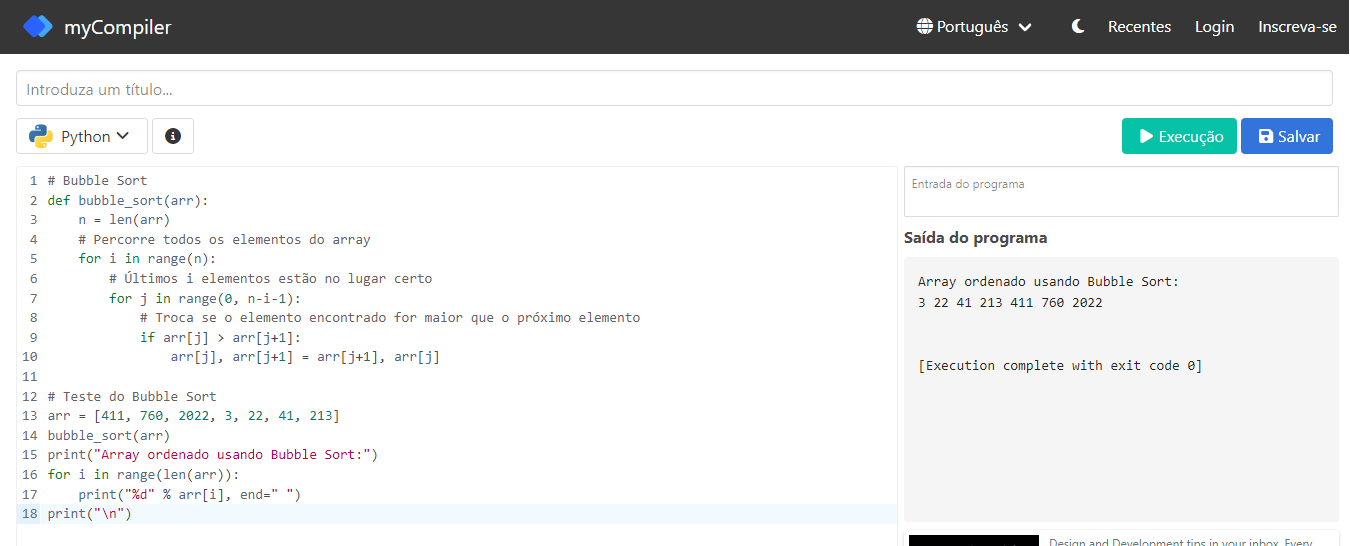 myCompiler
Português
Recentes
Login
Inscreva-se
Introduza um título...
Python
Execução
Salvar
1 # Bubble Sort
2 def bubble_sort(arr):
3     n = len(arr)
4     # Percorre todos os elementos do array
5     for i in range(n):
6         # Últimos i elementos estão no lugar certo
7         for j in range(0, n-i-1):
8             # Troca se o elemento encontrado for maior que o próximo elemento
9             if arr[j] > arr[j+1]:
10                 arr[j], arr[j+1] = arr[j+1], arr[j]
11
12 # Teste do Bubble Sort
13 arr = [411, 760, 2022, 3, 22, 41, 213]
14 bubble_sort(arr)
15 print("Array ordenado usando Bubble Sort:")
16 for i in range(len(arr)):
17     print("%d" % arr[i], end=" ")
18 print("\n")
Entrada do programa
Saída do programa
Array ordenado usando Bubble Sort:
3 22 41 213 411 760 2022
[Execution complete with exit code 0]
Design and Development tips in your inbox. Every